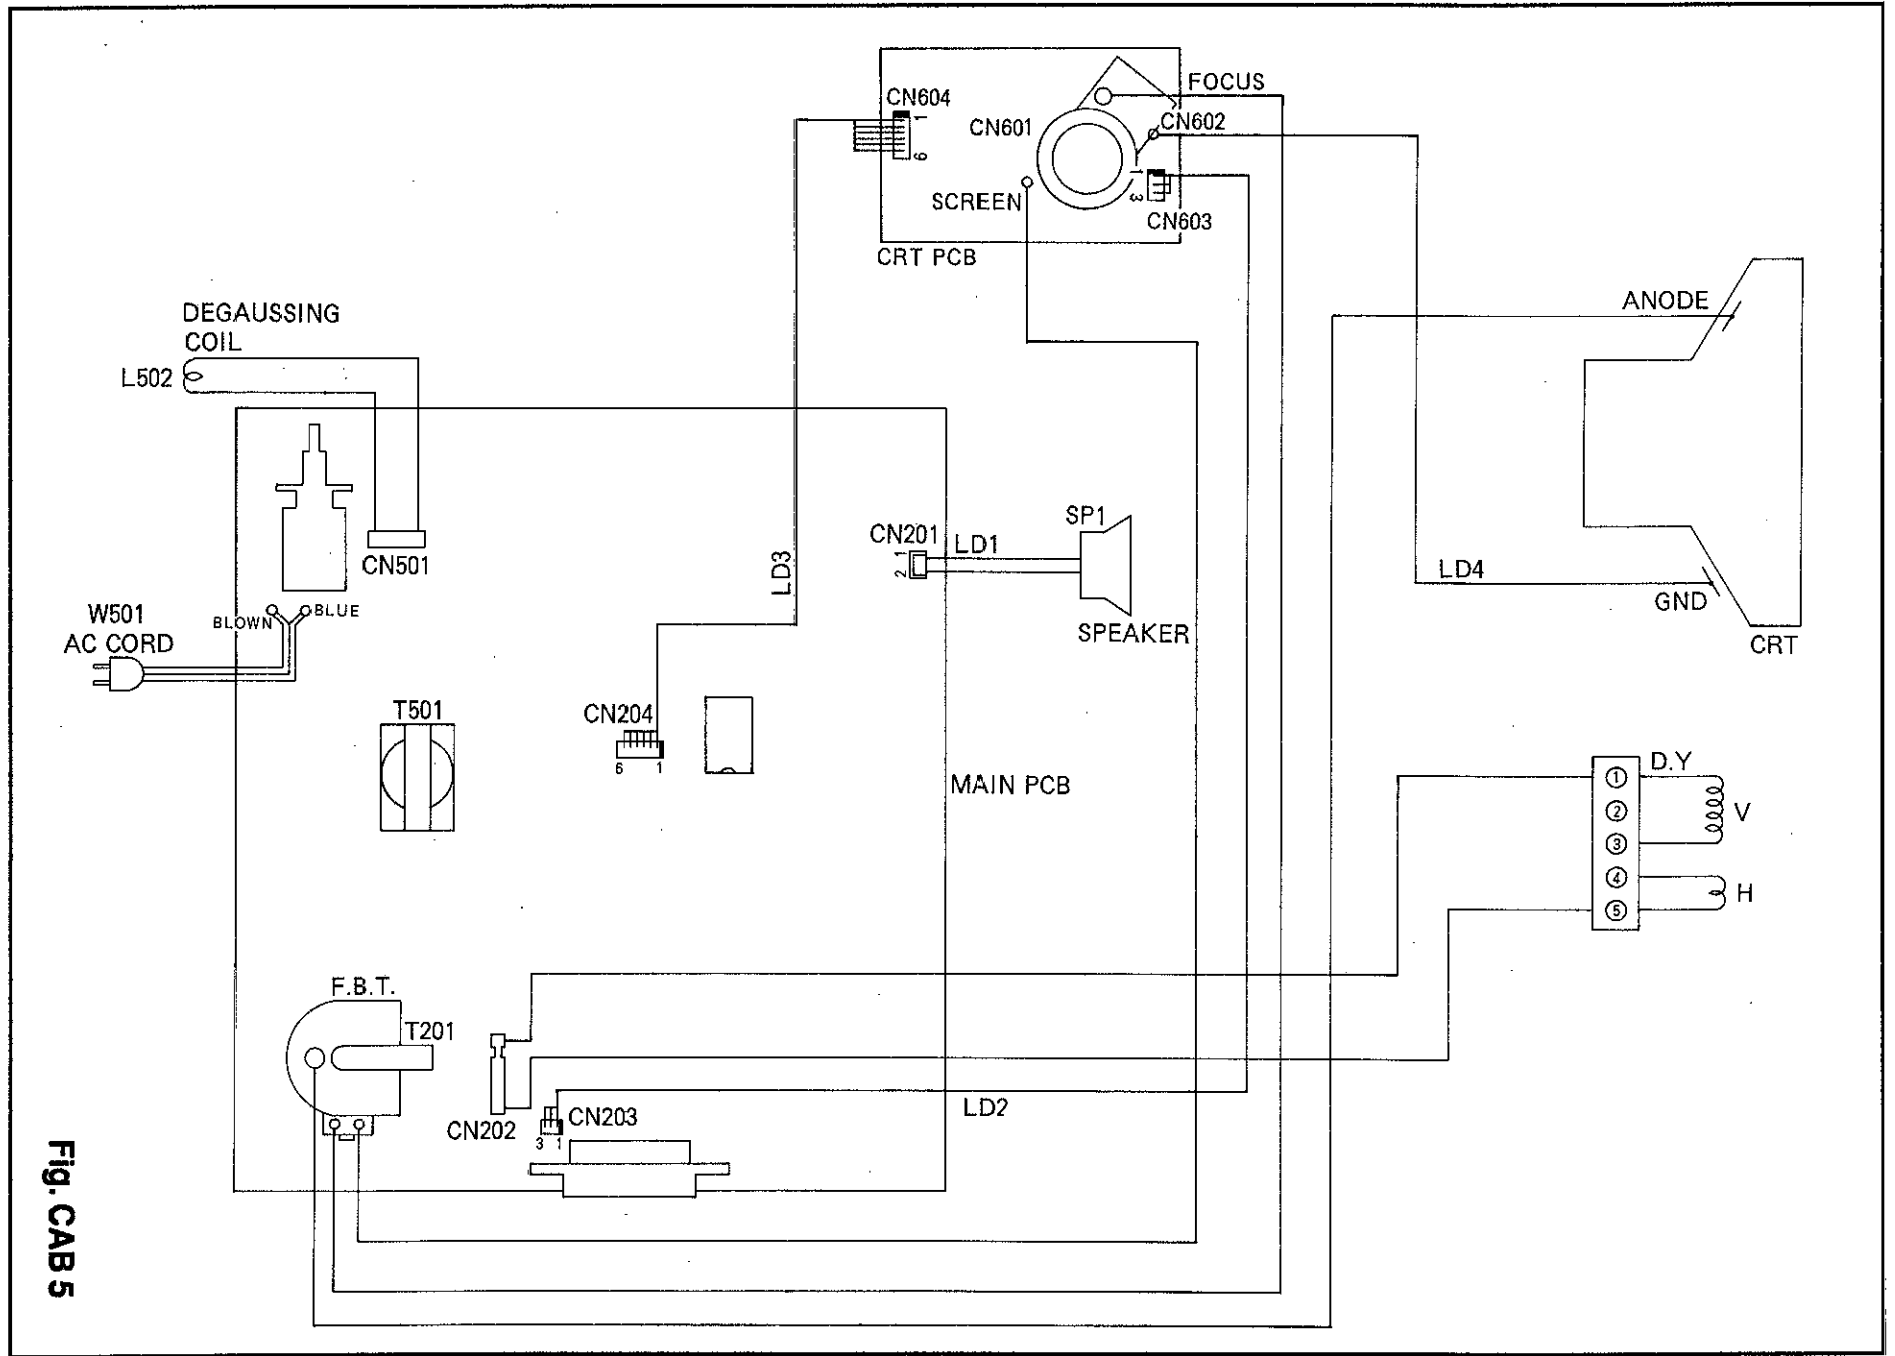 FOCUS
CN604
1
6
CN601
CN602
1
3
SCREEN
CN603
CRT PCB
DEGAUSSING
COIL
L502
ANODE
CN501
LD3
CN201
1
2
LD1
SP1
SPEAKER
LD4
GND
CRT
W501
AC CORD
BLOWN
BLUE
T501
CN204
6 1
MAIN PCB
D.Y
1
2
3
4
5
V
H
F.B.T.
T201
CN202
CN203
3 1
LD2
Fig. CAB 5